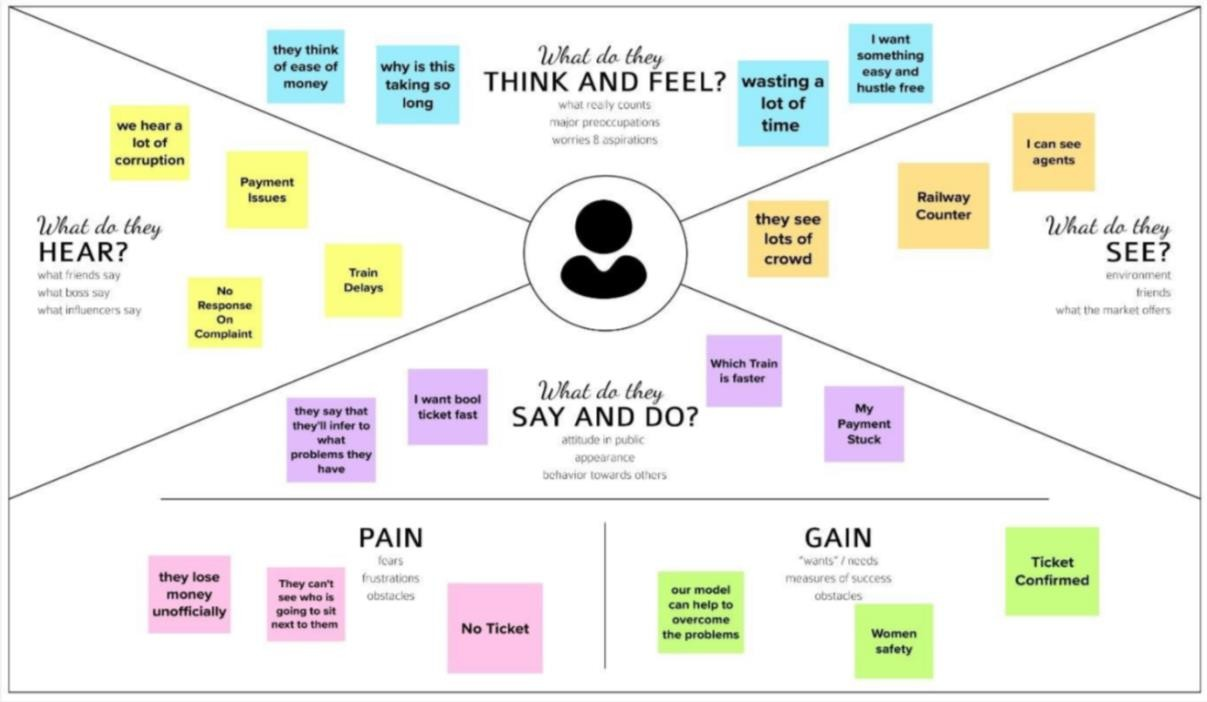 they think
of ease of
money
why is this
taking so
long
What do they
THINK AND FEEL?
what really counts
major preoccupations
worries & aspirations
wasting a
lot of
time
I want
something
easy and
hustle free
we hear a
lot of
corruption
Payment
Issues
What do they
HEAR?
what friends say
what boss say
what influencers say
No
Response
On
Complaint
Train
Delays
they see
lots of
crowd
Railway
Counter
I can see
agents
What do they
SEE?
environment
friends
what the market offers
they say that
they'll infer to
what
problems they
have
I want bool
ticket fast
What do they
SAY AND DO?
attitude in public
appearance
behavior towards others
Which Train
is faster
My
Payment
Stuck
PAIN
fears
frustrations
obstacles
they lose
money
unofficially
They can't
see who is
going to sit
next to them
No Ticket
GAIN
"wants" / needs
measures of success
obstacles
our model
can help to
overcome
the problems
Women
safety
Ticket
Confirmed